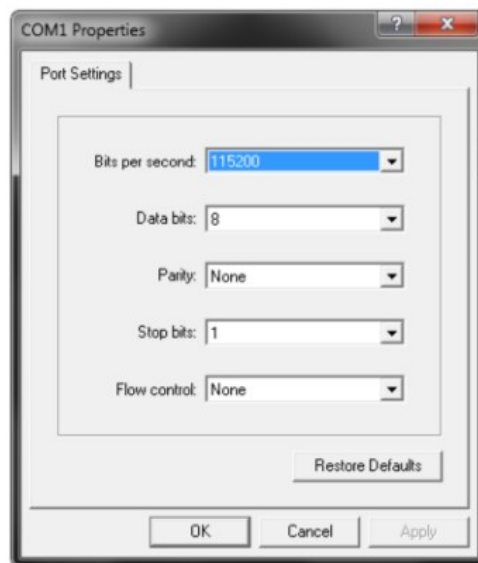 COM1 Properties
Port Settings
Bits per second: 115200
Data bits: 8
Parity: None
Stop bits: 1
Flow control: None
Restore Defaults
OK Cancel Apply